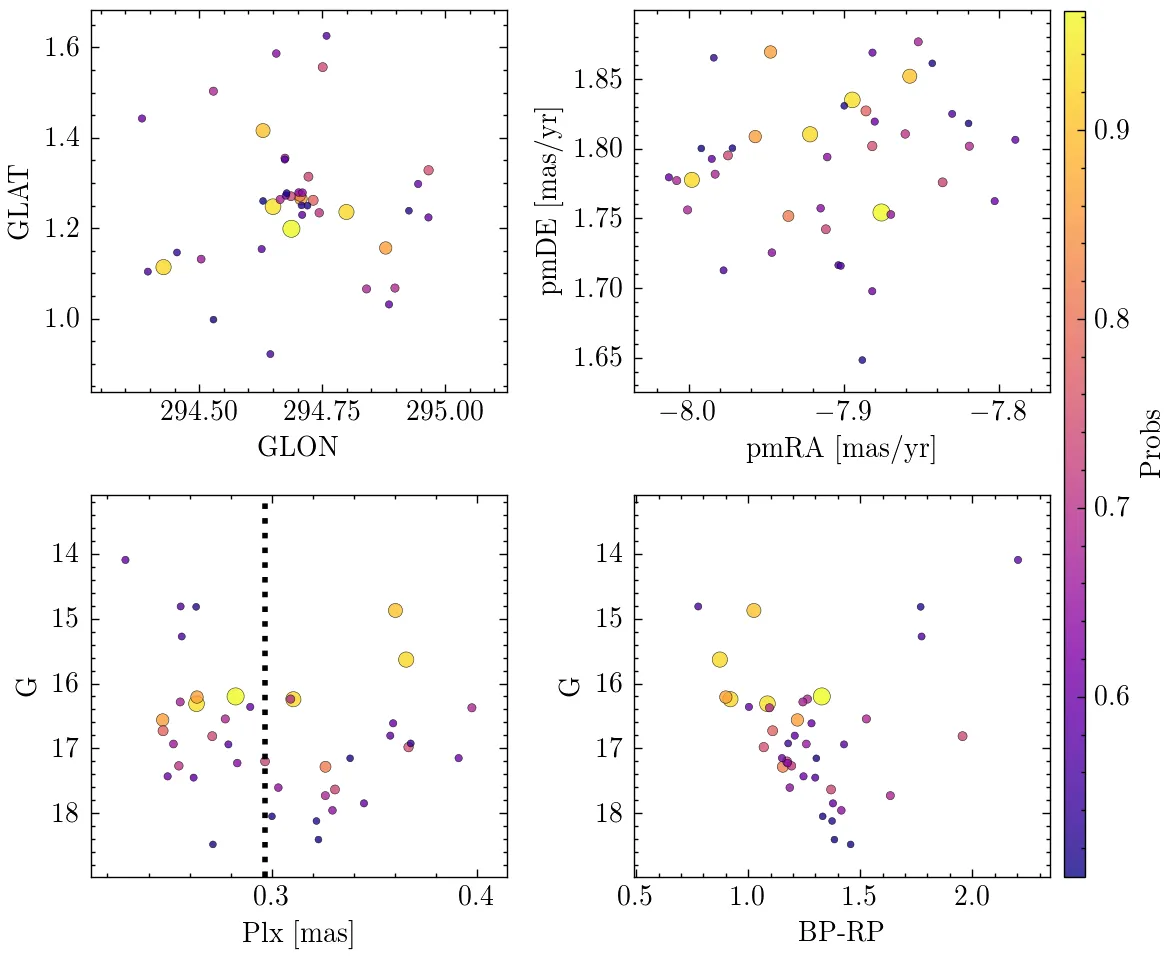 1.6
1.4
1.2
1.0
GLAT
294.50 294.75 295.00
GLON
1.85
1.80
1.75
1.70
1.65
pmDE [mas/yr]
−8.0 −7.9 −7.8
pmRA [mas/yr]
14
15
16
17
18
G
0.3 0.4
Plx [mas]
14
15
16
17
18
G
0.5 1.0 1.5 2.0
BP-RP
0.9
0.8
0.7
0.6
Probs